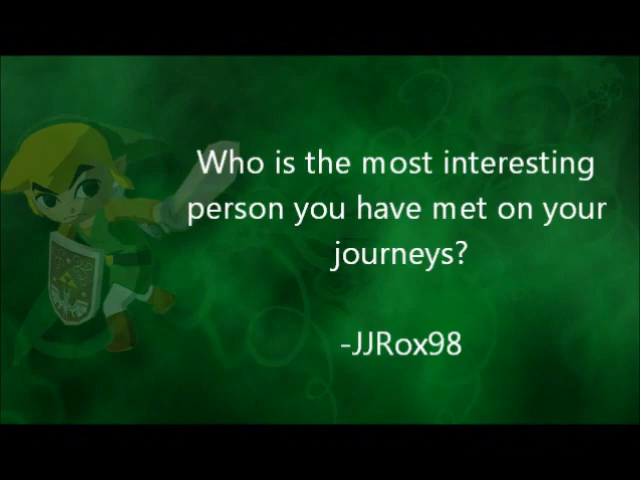 Who is the most interesting
person you have met on your
journeys?
-JJRox98